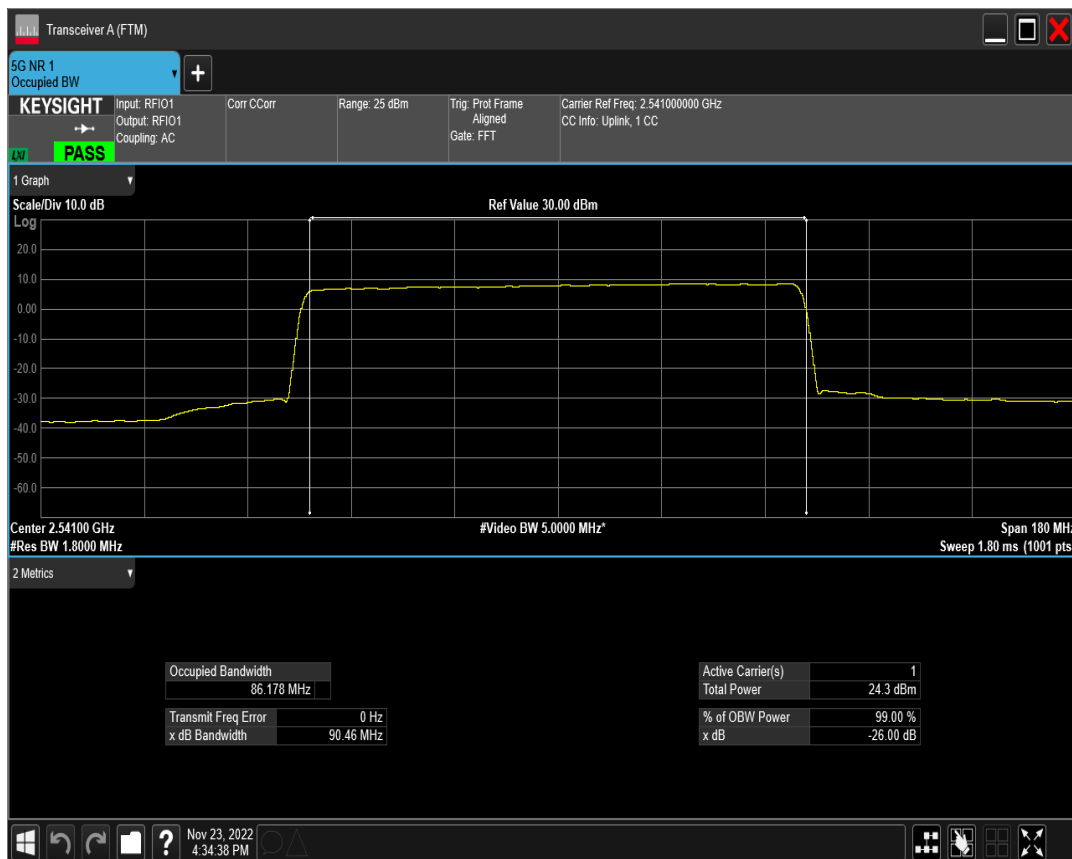 Transceiver A (FTM)
5G NR 1
Occupied BW
+
KEYSIGHT
LXI
PASS
Input: RFIO1
Output: RFIO1
Coupling: AC
Corr CCorr
Range: 25 dBm
Trig: Prot Frame
Aligned
Gate: FFT
Carrier Ref Freq: 2.541000000 GHz
CC Info: Uplink, 1 CC
1 Graph
Scale/Div 10.0 dB
Ref Value 30.00 dBm
Log
20.0
10.0
0.00
-10.0
-20.0
-30.0
-40.0
-50.0
-60.0
Center 2.54100 GHz
#Video BW 5.0000 MHz*
Span 180 MHz
#Res BW 1.8000 MHz
Sweep 1.80 ms (1001 pts
2 Metrics
Occupied Bandwidth
86.178 MHz
Transmit Freq Error 0 Hz
x dB Bandwidth 90.46 MHz
Active Carrier(s) 1
Total Power 24.3 dBm
% of OBW Power 99.00 %
x dB -26.00 dB
?
Nov 23, 2022
4:34:38 PM